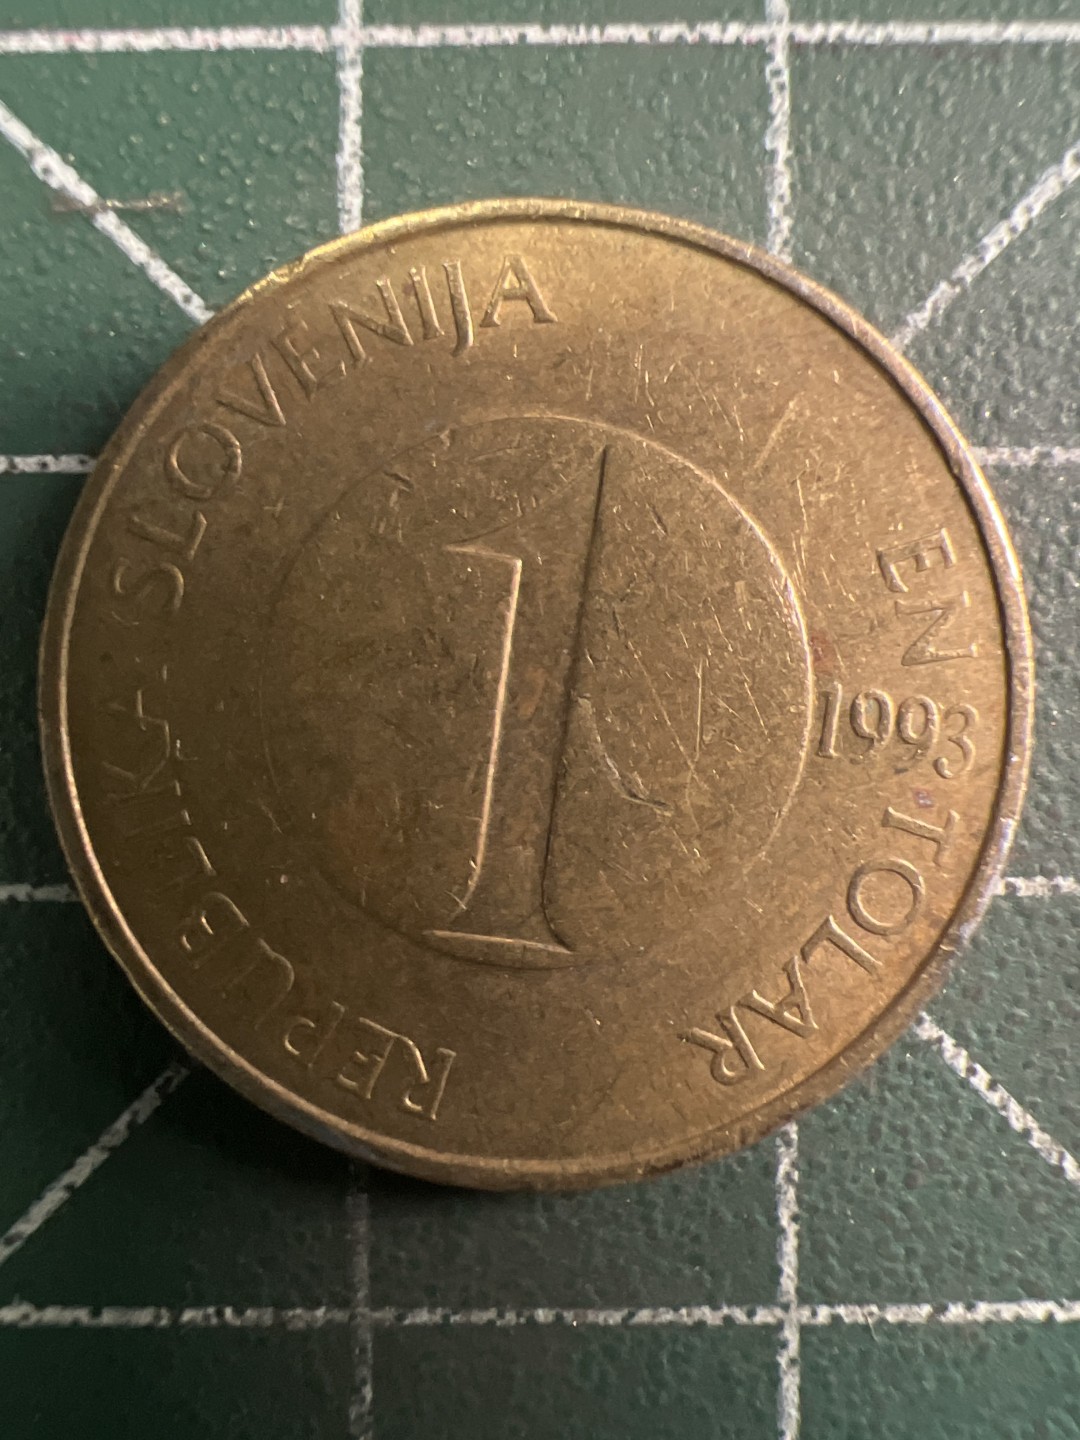 REPUBLIKA SLOVENIJA
1
EN
1993
TOLAR